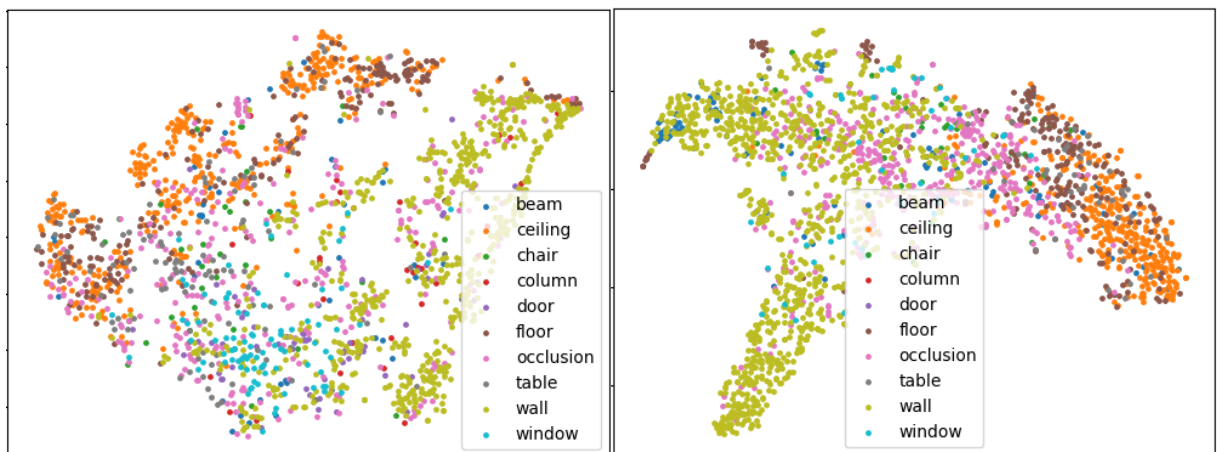 beam
ceiling
chair
column
door
floor
occlusion
table
wall
window
beam
ceiling
chair
column
door
floor
occlusion
table
wall
window